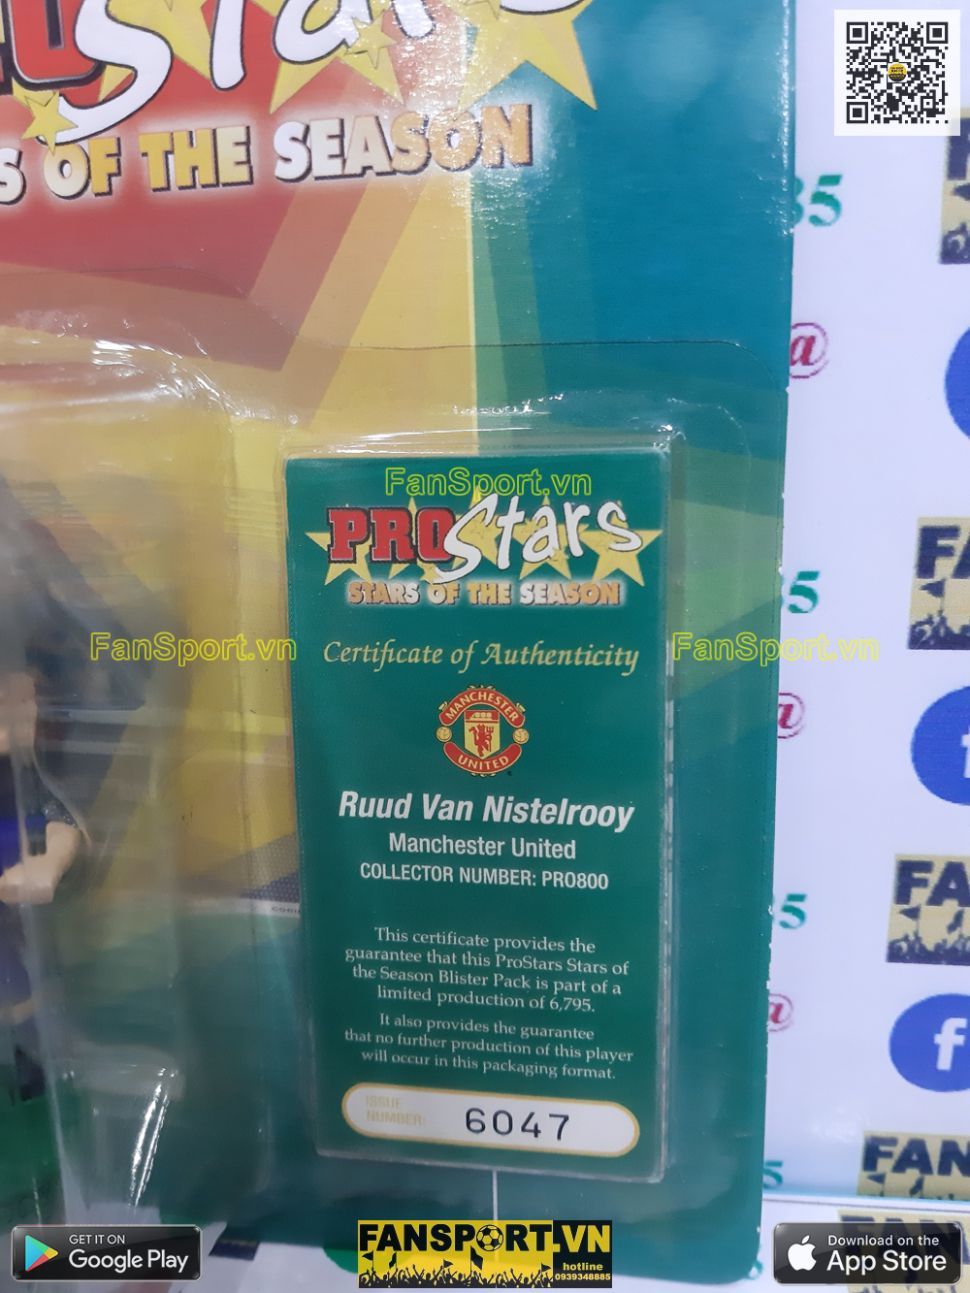 Stars
S OF THE SEASON
85
@
FanSport.vn
PROStars
STARS OF THE SEASON
FanSport.vn
Certificate of Authenticity
FanSport.vn
MANCHESTER
UNITED
Ruud Van Nistelrooy
Manchester United
COLLECTOR NUMBER: PRO800
This certificate provides the
guarantee that this ProStars Stars of
the Season Blister Pack is part of a
limited production of 6,795.
It also provides the guarantee
that no further production of this player
will occur in this packaging format.
ISSUE
NUMBER:
6047
FAN
GET IT ON
Google Play
FANSPORT.VN
hotline
0939348885
Download on the
App Store